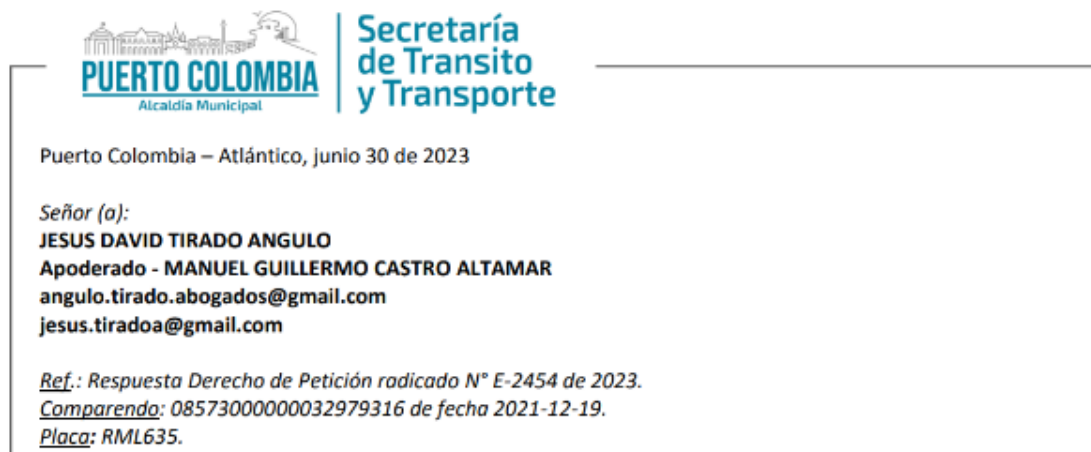 PUERTO COLOMBIA
Alcaldía Municipal
Secretaría
de Transito
y Transporte
Puerto Colombia – Atlántico, junio 30 de 2023
Señor (a):
JESUS DAVID TIRADO ANGULO
Apoderado - MANUEL GUILLERMO CASTRO ALTAMAR
angulo.tirado.abogados@gmail.com
jesus.tiradoa@gmail.com
Ref.: Respuesta Derecho de Petición radicado N° E-2454 de 2023.
Comparendo: 08573000000032979316 de fecha 2021-12-19.
Placa: RML635.